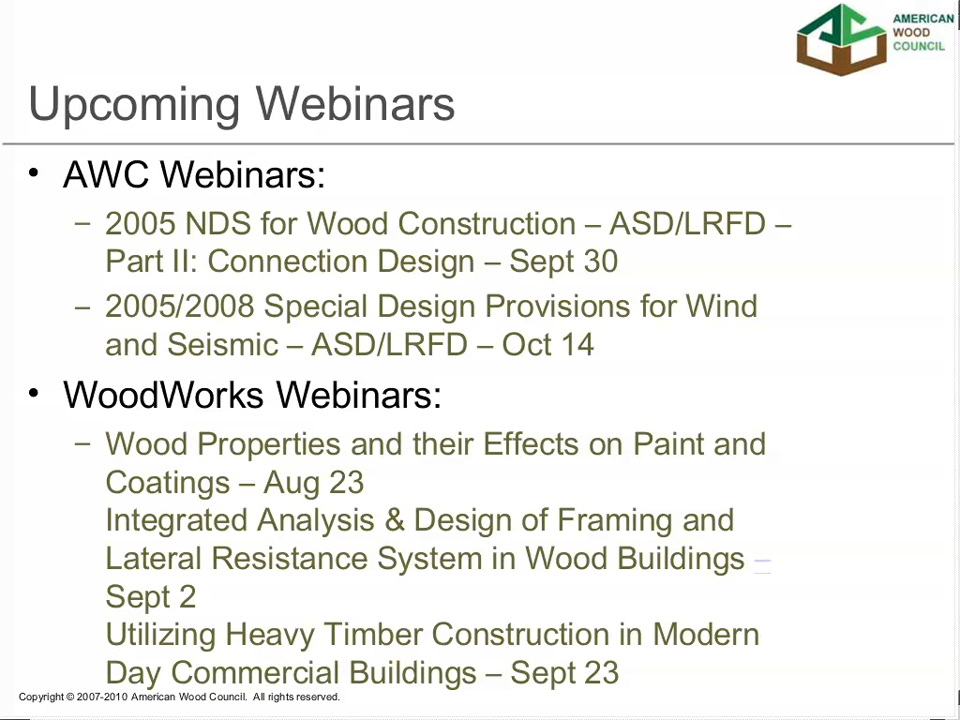 AMERICAN
WOOD
COUNCIL
Upcoming Webinars
• AWC Webinars:
– 2005 NDS for Wood Construction – ASD/LRFD –
Part II: Connection Design – Sept 30
– 2005/2008 Special Design Provisions for Wind
and Seismic – ASD/LRFD – Oct 14
• WoodWorks Webinars:
– Wood Properties and their Effects on Paint and
Coatings – Aug 23
Integrated Analysis & Design of Framing and
Lateral Resistance System in Wood Buildings –
Sept 2
Utilizing Heavy Timber Construction in Modern
Day Commercial Buildings – Sept 23
Copyright © 2007-2010 American Wood Council. All rights reserved.